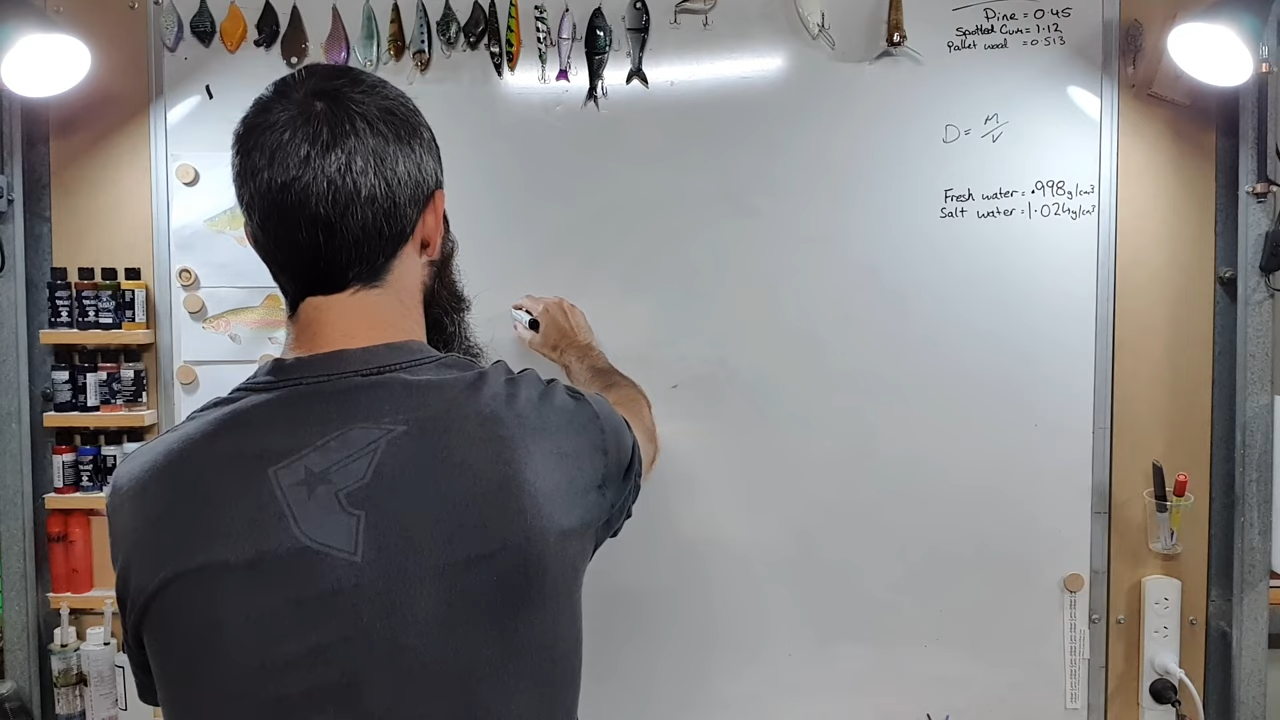 Pine = 0.45
Spotted Gum = 1.12
Pallet wood = 0.513
D = M/V
Fresh water = .998g/cm³
Salt water = 1.024g/cm³